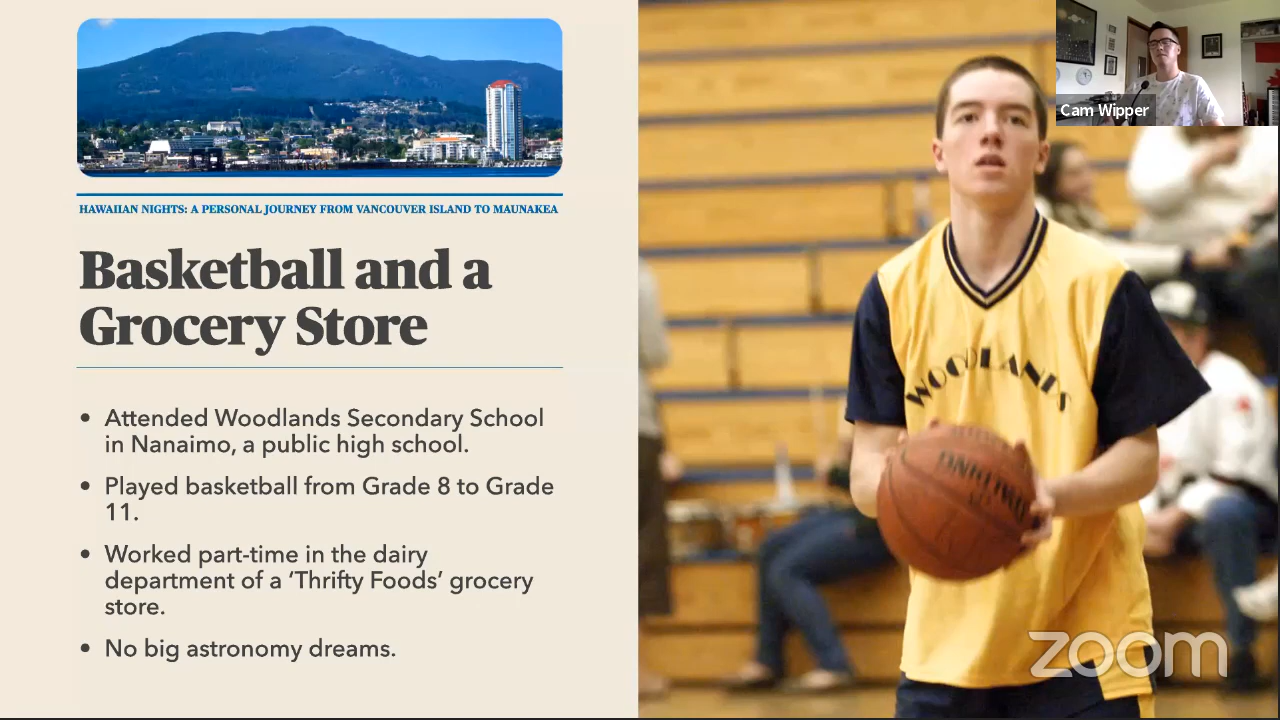 HAWAIIAN NIGHTS: A PERSONAL JOURNEY FROM VANCOUVER ISLAND TO MAUNAKEA
Basketball and a
Grocery Store
• Attended Woodlands Secondary School
in Nanaimo, a public high school.
• Played basketball from Grade 8 to Grade
11.
• Worked part-time in the dairy
department of a ‘Thrifty Foods’ grocery
store.
• No big astronomy dreams.
Cam Wipper
WOODLANDS
SPALDING
zoom